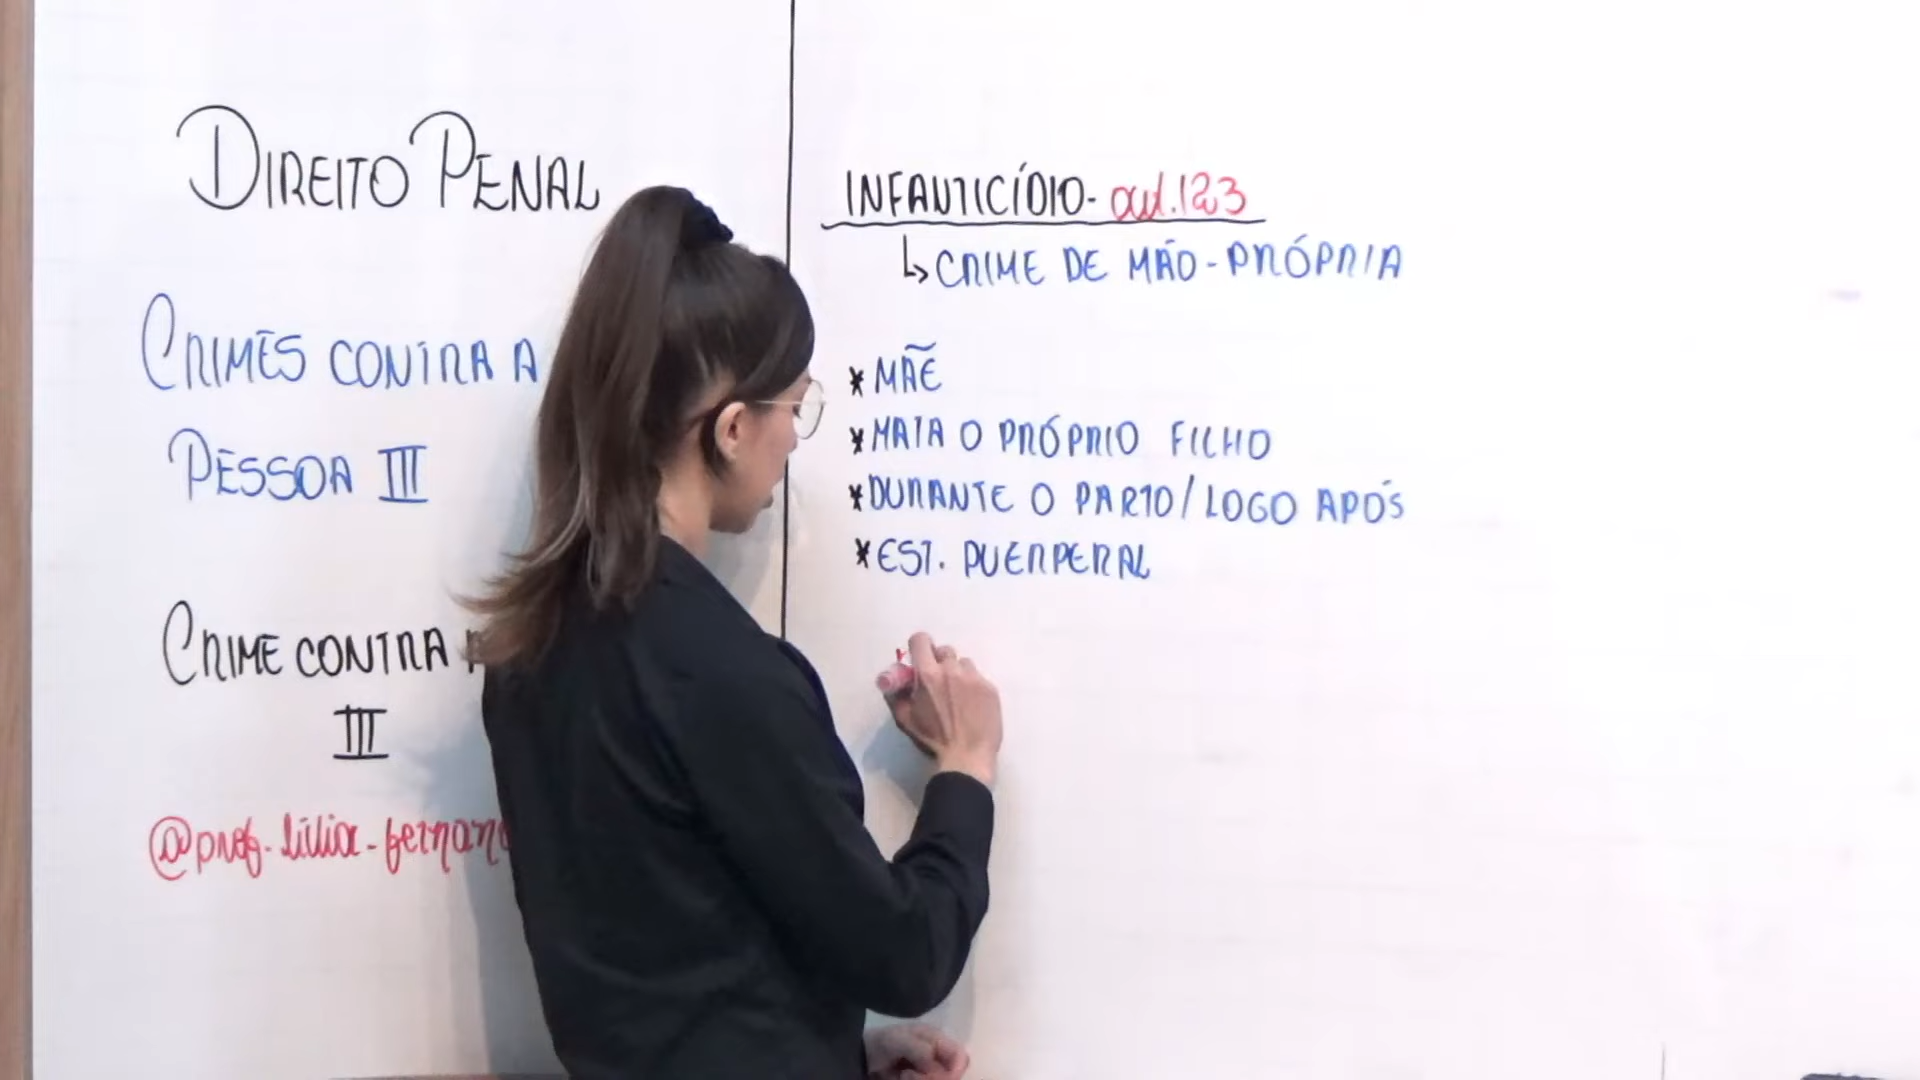 DIREITO PENAL
CRIMES CONTRA A
PESSOA III
CRIME CONTRA
III
@prof-lilia-fernan
INFANTICÍDIO - art.123
↳ CRIME DE MÃO-PRÓPRIA
* MÃE
* MATA O PRÓPRIO FILHO
* DURANTE O PARTO/LOGO APÓS
* EST. PUERPERAL